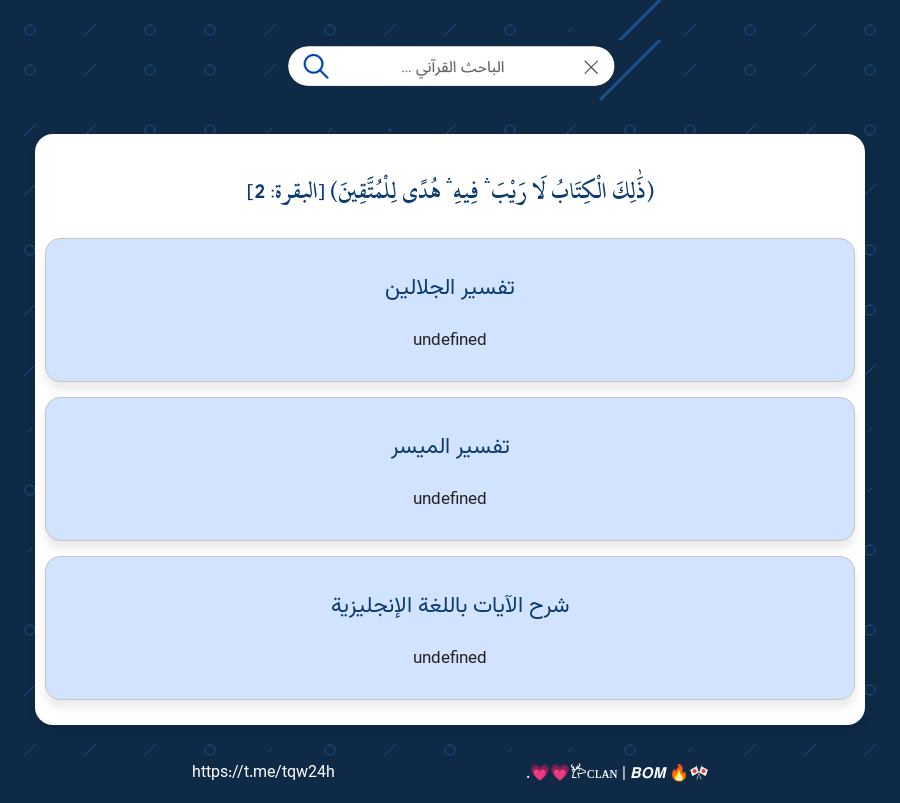 الباحث القرآني ...
(ذَٰلِكَ الْكِتَابُ لَا رَيْبَ ۛ فِيهِ ۛ هُدًى لِلْمُتَّقِينَ) [البقرة: 2]
تفسير الجلالين
undefined
تفسير الميسر
undefined
شرح الآيات باللغة الإنجليزية
undefined
https://t.me/tqw24h
ᴄʟᴀɴ | 𝘽𝙊𝙈 🔥🎌